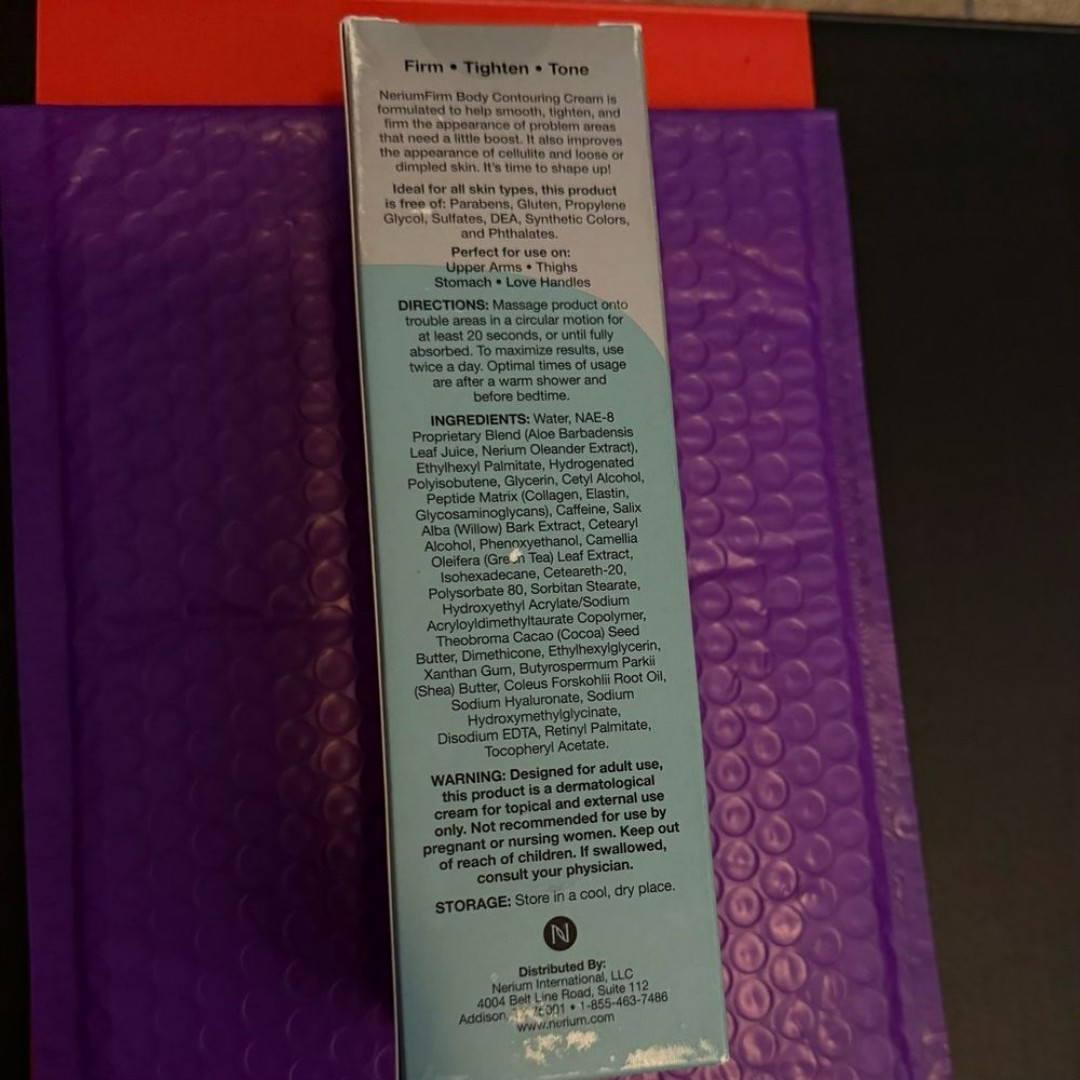 Firm • Tighten • Tone
NeriumFirm Body Contouring Cream is
formulated to help smooth, tighten, and
firm the appearance of problem areas
that need a little boost. It also improves
the appearance of cellulite and loose or
dimpled skin. It's time to shape up!
Ideal for all skin types, this product
is free of: Parabens, Gluten, Propylene
Glycol, Sulfates, DEA, Synthetic Colors,
and Phthalates.
Perfect for use on:
Upper Arms • Thighs
Stomach • Love Handles
DIRECTIONS: Massage product onto
trouble areas in a circular motion for
at least 20 seconds, or until fully
absorbed. To maximize results, use
twice a day. Optimal times of usage
are after a warm shower and
before bedtime.
INGREDIENTS: Water, NAE-8
Proprietary Blend (Aloe Barbadensis
Leaf Juice, Nerium Oleander Extract),
Ethylhexyl Palmitate, Hydrogenated
Polyisobutene, Glycerin, Cetyl Alcohol,
Peptide Matrix (Collagen, Elastin,
Glycosaminoglycans), Caffeine, Salix
Alba (Willow) Bark Extract, Cetearyl
Alcohol, Phenoxyethanol, Camellia
Oleifera (Green Tea) Leaf Extract,
Isohexadecane, Ceteareth-20,
Polysorbate 80, Sorbitan Stearate,
Hydroxyethyl Acrylate/Sodium
Acryloyldimethyltaurate Copolymer,
Theobroma Cacao (Cocoa) Seed
Butter, Dimethicone, Ethylhexylglycerin,
Xanthan Gum, Butyrospermum Parkii
(Shea) Butter, Coleus Forskohlii Root Oil,
Sodium Hyaluronate, Sodium
Hydroxymethylglycinate,
Disodium EDTA, Retinyl Palmitate,
Tocopheryl Acetate.
WARNING: Designed for adult use,
this product is a dermatological
cream for topical and external use
only. Not recommended for use by
pregnant or nursing women. Keep out
of reach of children. If swallowed,
consult your physician.
STORAGE: Store in a cool, dry place.
N
Distributed By:
Nerium International, LLC
4004 Belt Line Road, Suite 112
Addison, • 1-855-463-7486
www.nerium.com